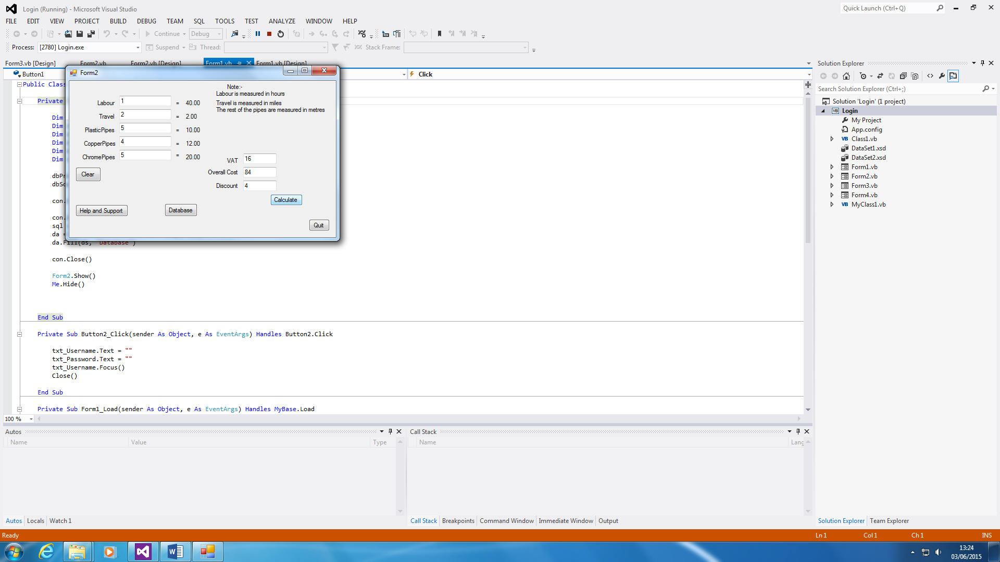 Login (Running) - Microsoft Visual Studio
Quick Launch (Ctrl+Q)
FILE EDIT VIEW PROJECT BUILD DEBUG TEAM SQL TOOLS TEST ANALYZE WINDOW HELP
Continue Debug
Process: [2780] Login.exe Suspend Thread: Stack Frame:
Form3.vb [Design] Form2.vb Form2.vb [Design] Form1.vb Form1.vb [Design]
Button1 Click
Public Clas
Private
Dim
Dim
Dim
Dim
Dim
Dim
dbPr
dbSo
con.
con.
sql
da =
da.Fill(ds, "Database")
con.Close()
Form2.Show()
Me.Hide()
End Sub
Private Sub Button2_Click(sender As Object, e As EventArgs) Handles Button2.Click
txt_Username.Text = ""
txt_Password.Text = ""
txt_Username.Focus()
Close()
End Sub
Private Sub Form1_Load(sender As Object, e As EventArgs) Handles MyBase.Load
100 %
Form2
Note:-
Labour is measured in hours
Travel is measured in miles
The rest of the pipes are measured in metres
Labour 1 = 40.00
Travel 2 = 2.00
PlasticPipes 5 = 10.00
CopperPipes 4 = 12.00
ChromePipes 5 = 20.00
VAT 16
Overall Cost 84
Discount 4
Clear
Calculate
Help and Support
Database
Quit
Solution Explorer
Search Solution Explorer (Ctrl+;)
Solution 'Login' (1 project)
VB Login
My Project
App.config
VB Class1.vb
DataSet1.xsd
DataSet2.xsd
Form1.vb
Form2.vb
Form3.vb
Form4.vb
VB MyClass1.vb
Autos
Name Value Type
Call Stack
Name Lang
Autos Locals Watch 1
Call Stack Breakpoints Command Window Immediate Window Output
Solution Explorer Team Explorer
Ready
Ln 1 Col 1 Ch 1 INS
13:24
03/06/2015